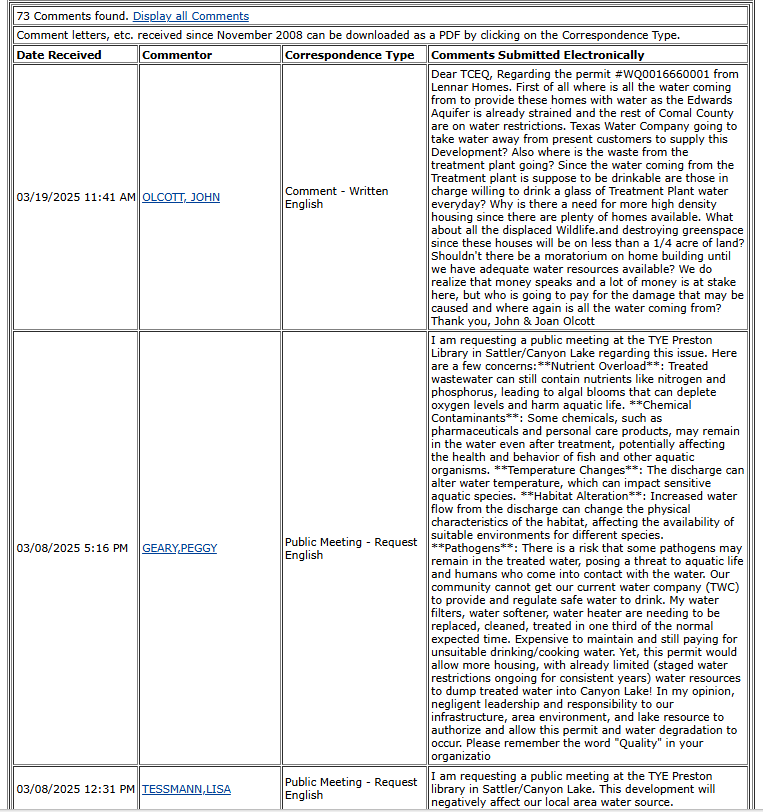 73 Comments found. Display all Comments
Comment letters, etc. received since November 2008 can be downloaded as a PDF by clicking on the Correspondence Type.
Date Received Commentor Correspondence Type Comments Submitted Electronically
03/19/2025 11:41 AM
OLCOTT, JOHN
Comment - Written
English
Dear TCEQ, Regarding the permit #WQ0016660001 from
Lennar Homes. First of all where is all the water coming
from to provide these homes with water as the Edwards
Aquifer is already strained and the rest of Comal County
are on water restrictions. Texas Water Company going to
take water away from present customers to supply this
Development? Also where is the waste from the
treatment plant going? Since the water coming from the
Treatment plant is suppose to be drinkable are those in
charge willing to drink a glass of Treatment Plant water
everyday? Why is there a need for more high density
housing since there are plenty of homes available. What
about all the displaced Wildlife.and destroying greenspace
since these houses will be on less than a 1/4 acre of land?
Shouldn't there be a moratorium on home building until
we have adequate water resources available? We do
realize that money speaks and a lot of money is at stake
here, but who is going to pay for the damage that may be
caused and where again is all the water coming from?
Thank you, John & Joan Olcott
03/08/2025 5:16 PM
GEARY,PEGGY
Public Meeting - Request
English
I am requesting a public meeting at the TYE Preston
Library in Sattler/Canyon Lake regarding this issue. Here
are a few concerns:**Nutrient Overload**: Treated
wastewater can still contain nutrients like nitrogen and
phosphorus, leading to algal blooms that can deplete
oxygen levels and harm aquatic life. **Chemical
Contaminants**: Some chemicals, such as
pharmaceuticals and personal care products, may remain
in the water even after treatment, potentially affecting
the health and behavior of fish and other aquatic
organisms. **Temperature Changes**: The discharge can
alter water temperature, which can impact sensitive
aquatic species. **Habitat Alteration**: Increased water
flow from the discharge can change the physical
characteristics of the habitat, affecting the availability of
suitable environments for different species.
**Pathogens**: There is a risk that some pathogens may
remain in the treated water, posing a threat to aquatic life
and humans who come into contact with the water. Our
community cannot get our current water company (TWC)
to provide and regulate safe water to drink. My water
filters, water softener, water heater are needing to be
replaced, cleaned, treated in one third of the normal
expected time. Expensive to maintain and still paying for
unsuitable drinking/cooking water. Yet, this permit would
allow more housing, with already limited (staged water
restrictions ongoing for consistent years) water resources
to dump treated water into Canyon Lake! In my opinion,
negligent leadership and responsibility to our
infrastructure, area environment, and lake resource to
authorize and allow this permit and water degradation to
occur. Please remember the word "Quality" in your
organizatio
03/08/2025 12:31 PM
TESSMANN,LISA
Public Meeting - Request
English
I am requesting a public meeting at the TYE Preston
library in Sattler/Canyon Lake. This development will
negatively affect our local area water source.